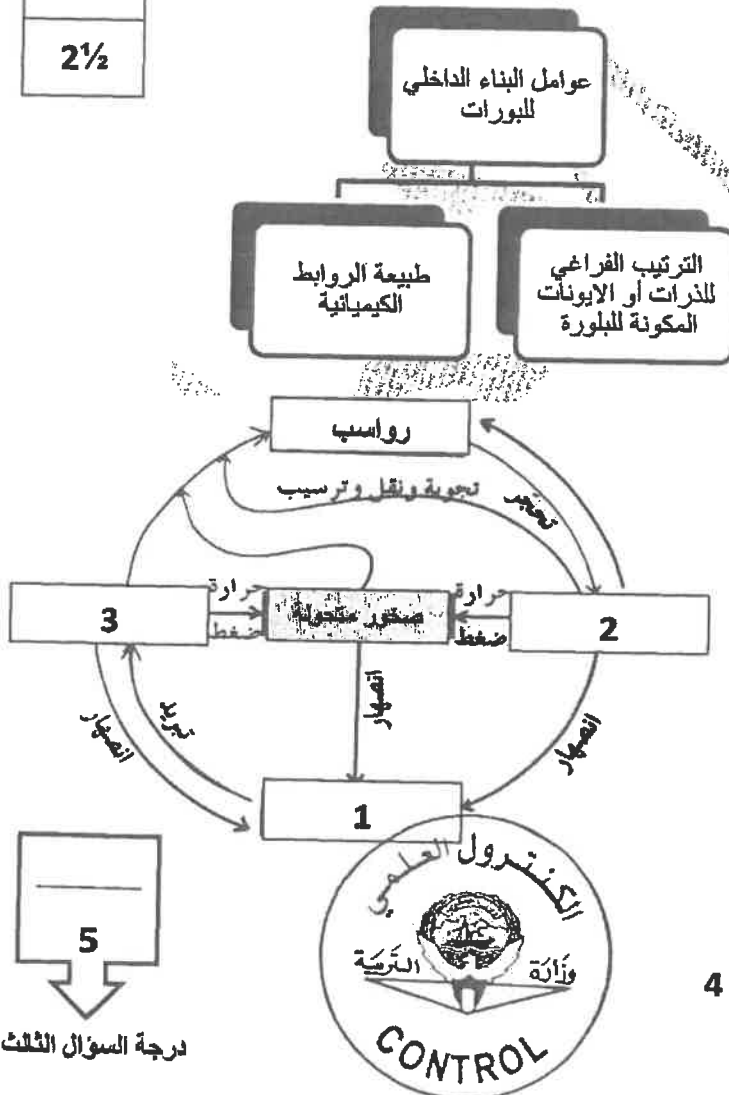 2½
عوامل البناء الداخلي
للبورات
الترتيب الفراغي
للذرات أو الايونات
المكونة للبلورة
طبيعة الروابط
الكيميائية
رواسب
تجوية ونقل وترسيب
تحجر
2
حرارة
ضغط
صخور متحولة
حرارة
ضغط
3
انصهار
انصهار
تبريد
انصهار
1
5
درجة السؤال الثالث
الكنترول العلمي
وزارة التربية
CONTROL
4